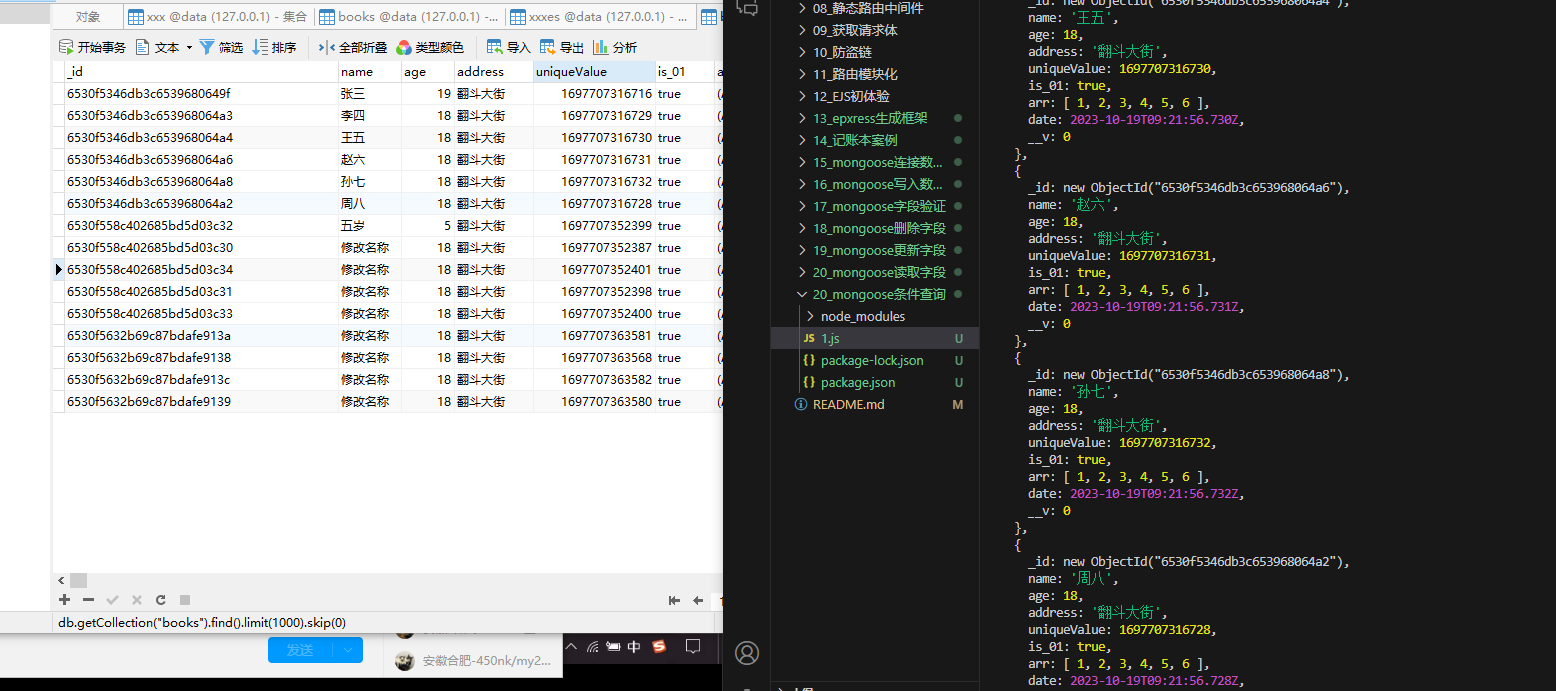 对象
xxx @data (127.0.0.1) - 集合
books @data (127.0.0.1) -...
xxxes @data (127.0.0.1) - ...
开始事务 文本 筛选 排序 全部折叠 类型颜色 导入 导出 分析
_id name age address uniqueValue is_01 a
6530f5346db3c6539680649f 张三 19 翻斗大街 1697707316716 true (/
6530f5346db3c653968064a3 李四 18 翻斗大街 1697707316729 true (/
6530f5346db3c653968064a4 王五 18 翻斗大街 1697707316730 true (/
6530f5346db3c653968064a6 赵六 18 翻斗大街 1697707316731 true (/
6530f5346db3c653968064a8 孙七 18 翻斗大街 1697707316732 true (/
6530f5346db3c653968064a2 周八 18 翻斗大街 1697707316728 true (/
6530f558c402685bd5d03c32 五岁 5 翻斗大街 1697707352399 true (/
6530f558c402685bd5d03c30 修改名称 18 翻斗大街 1697707352387 true (/
6530f558c402685bd5d03c34 修改名称 18 翻斗大街 1697707352401 true (/
6530f558c402685bd5d03c31 修改名称 18 翻斗大街 1697707352398 true (/
6530f558c402685bd5d03c33 修改名称 18 翻斗大街 1697707352400 true (/
6530f5632b69c87bdafe913a 修改名称 18 翻斗大街 1697707363581 true (/
6530f5632b69c87bdafe9138 修改名称 18 翻斗大街 1697707363568 true (/
6530f5632b69c87bdafe913c 修改名称 18 翻斗大街 1697707363582 true (/
6530f5632b69c87bdafe9139 修改名称 18 翻斗大街 1697707363580 true (/
db.getCollection("books").find().limit(1000).skip(0)
发送
安徽合肥-450nk/my2...
中
08_静态路由中间件
09_获取请求体
10_防盗链
11_路由模块化
12_EJS初体验
13_epxress生成框架
14_记账本案例
15_mongoose连接数...
16_mongoose写入数...
17_mongoose字段验证
18_mongoose删除字段
19_mongoose更新字段
20_mongoose读取字段
20_mongoose条件查询
node_modules
JS 1.js U
{} package-lock.json U
{} package.json U
README.md M
_id: new ObjectId("6530f5346db3c653968064a4"),
name: '王五',
age: 18,
address: '翻斗大街',
uniqueValue: 1697707316730,
is_01: true,
arr: [ 1, 2, 3, 4, 5, 6 ],
date: 2023-10-19T09:21:56.730Z,
__v: 0
},
{
_id: new ObjectId("6530f5346db3c653968064a6"),
name: '赵六',
age: 18,
address: '翻斗大街',
uniqueValue: 1697707316731,
is_01: true,
arr: [ 1, 2, 3, 4, 5, 6 ],
date: 2023-10-19T09:21:56.731Z,
__v: 0
},
{
_id: new ObjectId("6530f5346db3c653968064a8"),
name: '孙七',
age: 18,
address: '翻斗大街',
uniqueValue: 1697707316732,
is_01: true,
arr: [ 1, 2, 3, 4, 5, 6 ],
date: 2023-10-19T09:21:56.732Z,
__v: 0
},
{
_id: new ObjectId("6530f5346db3c653968064a2"),
name: '周八',
age: 18,
address: '翻斗大街',
uniqueValue: 1697707316728,
is_01: true,
arr: [ 1, 2, 3, 4, 5, 6 ],
date: 2023-10-19T09:21:56.728Z,